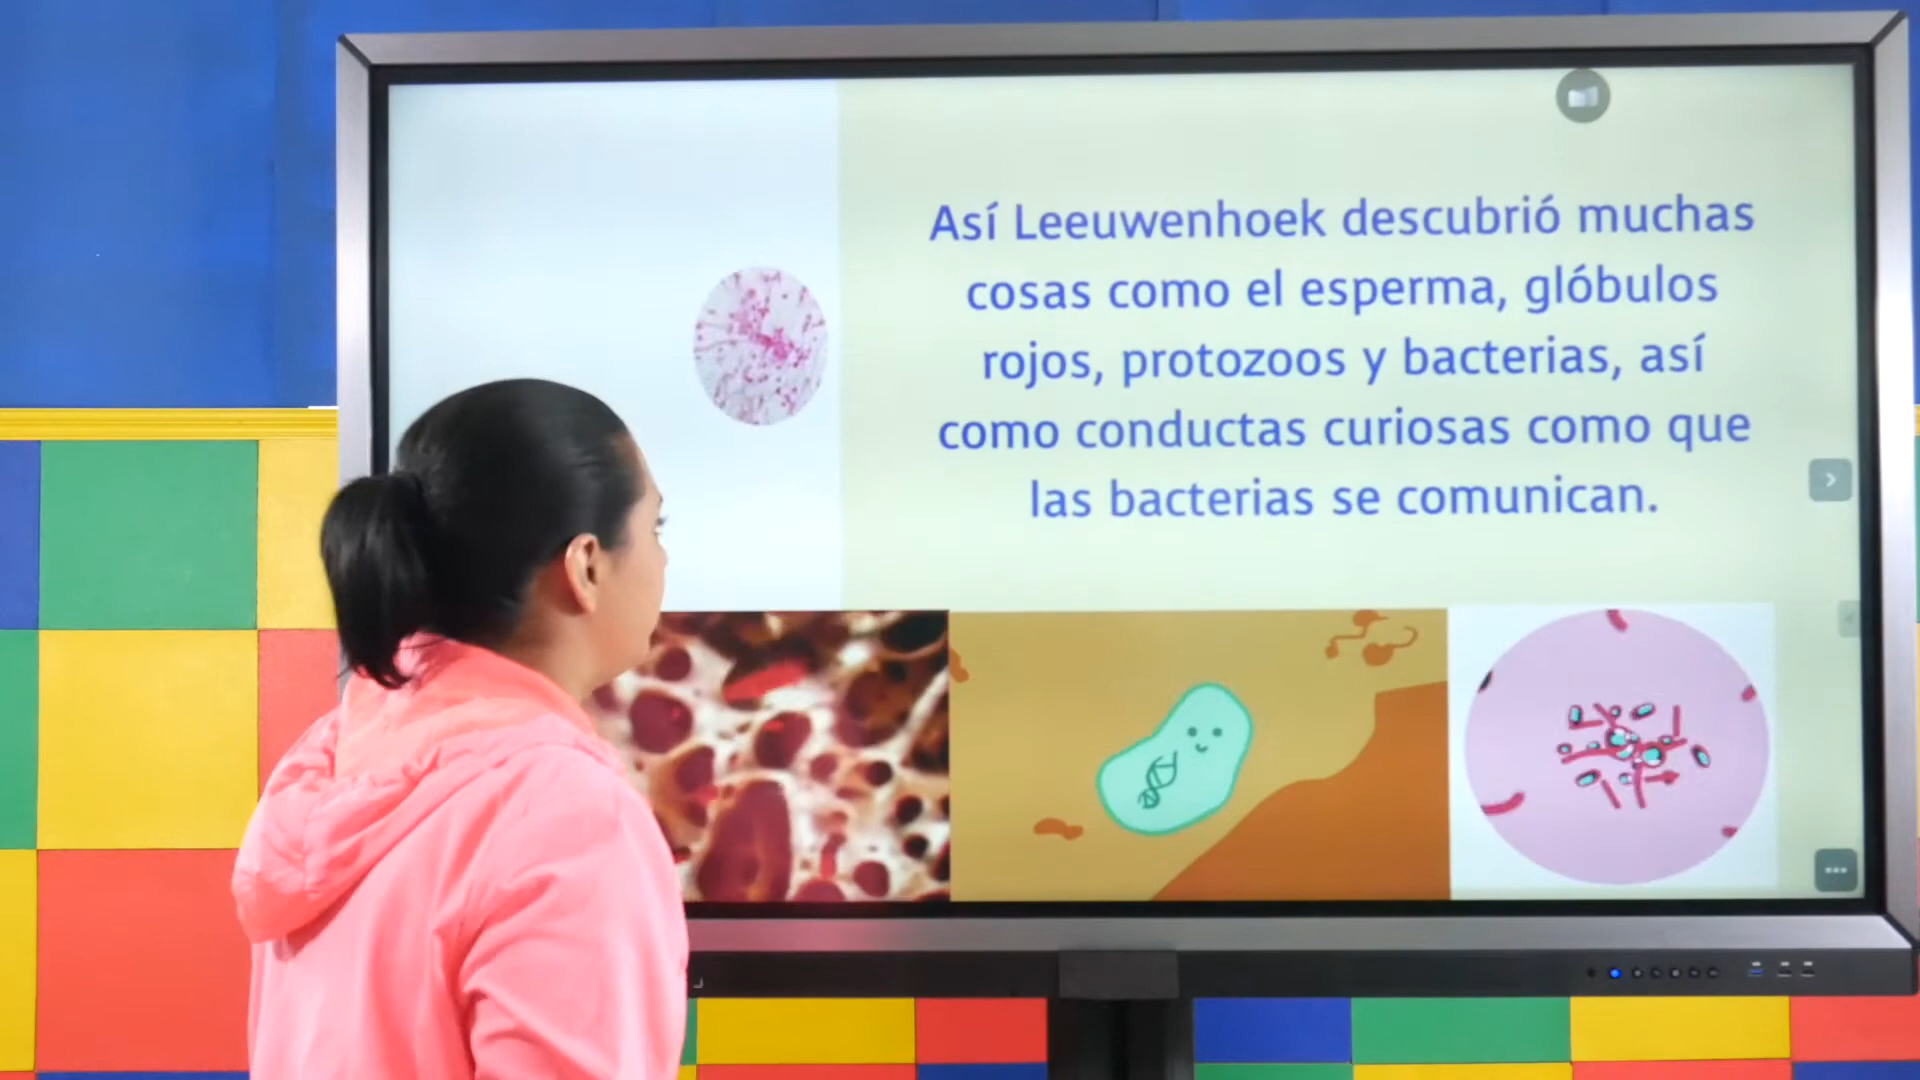 Así Leeuwenhoek descubrió muchas
cosas como el esperma, glóbulos
rojos, protozoos y bacterias, así
como conductas curiosas como que
las bacterias se comunican.